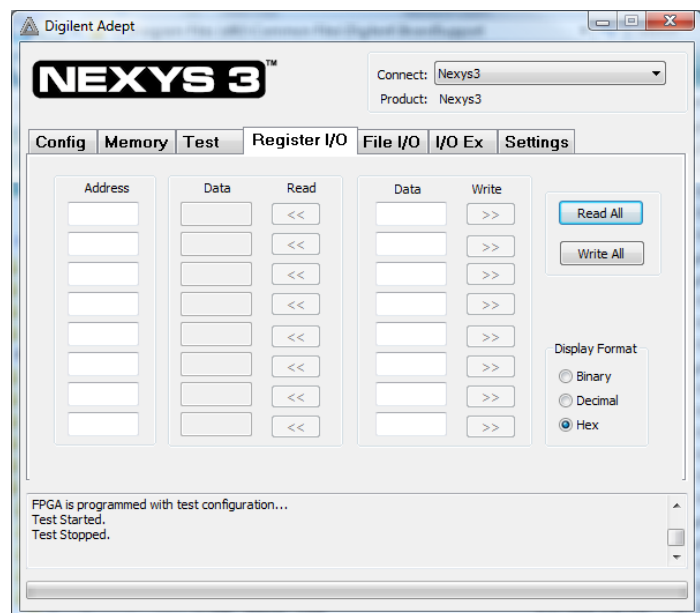 Digilent Adept
NEXYS 3™
Connect: Nexys3
Product: Nexys3
Config Memory Test Register I/O File I/O I/O Ex Settings
Address Data Read Data Write
<< >>
<< >>
<< >>
<< >>
<< >>
<< >>
<< >>
<< >>
Read All
Write All
Display Format
Binary
Decimal
Hex
FPGA is programmed with test configuration...
Test Started.
Test Stopped.